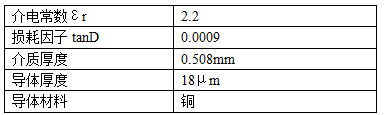 介电常数εr 2.2
损耗因子 tanD 0.0009
介质厚度 0.508mm
导体厚度 18μm
导体材料 铜